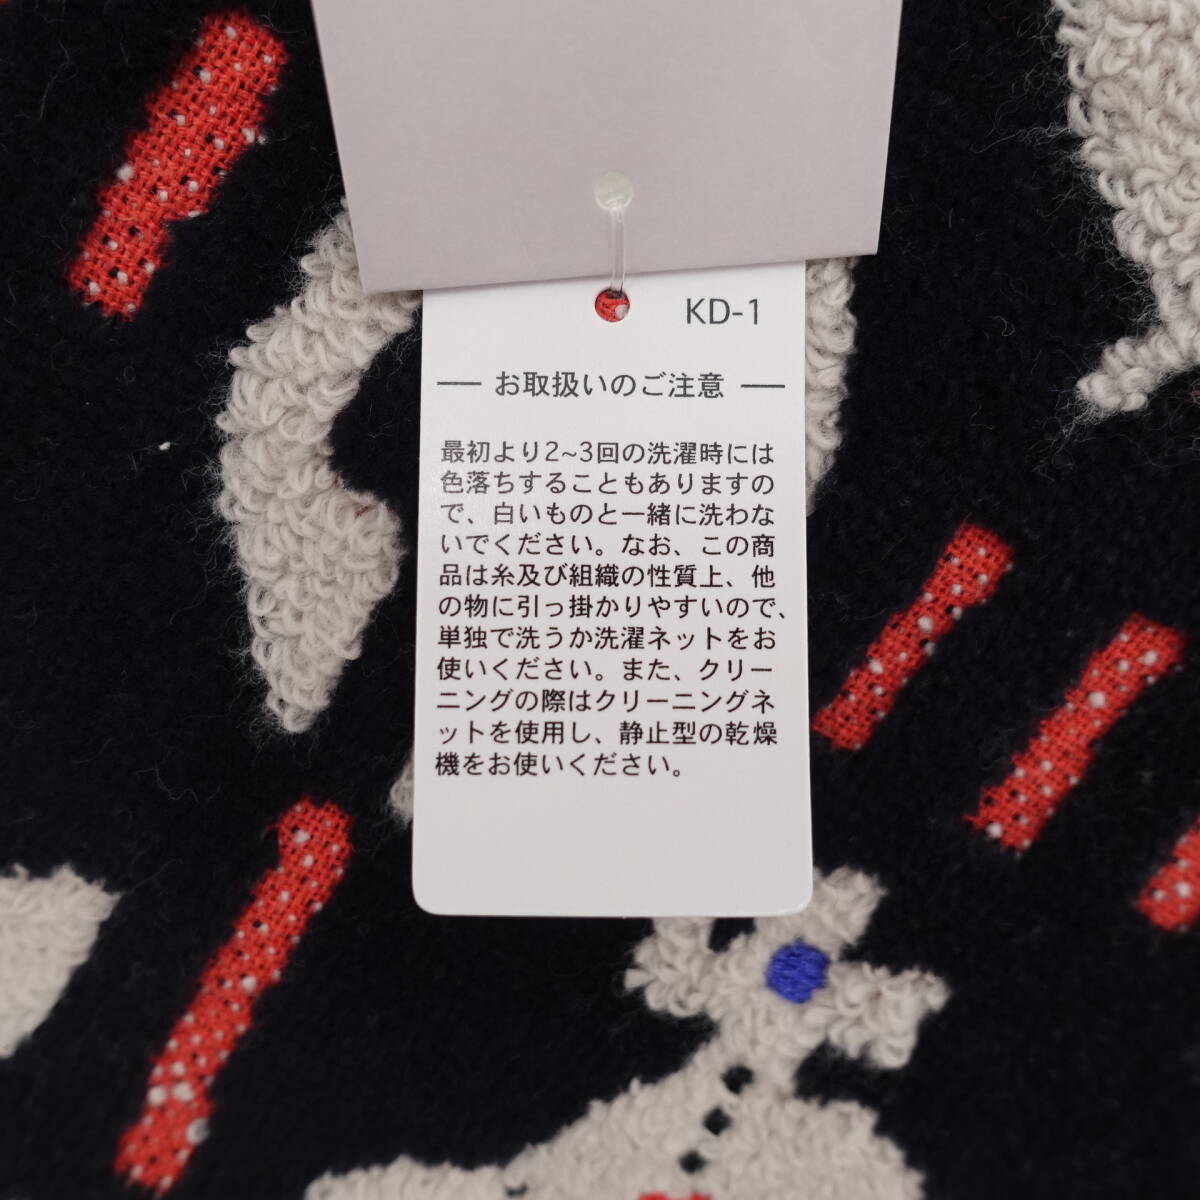 KD-1
お取扱いのご注意
最初より2~3回の洗濯時には
色落ちすることもありますの
で、白いものと一緒に洗わな
いでください。なお、この商
品は糸及び組織の性質上、他
の物に引っ掛かりやすいので、
単独で洗うか洗濯ネットをお
使いください。また、クリー
ニングの際はクリーニングネ
ットを使用し、静止型の乾燥
機をお使いください。